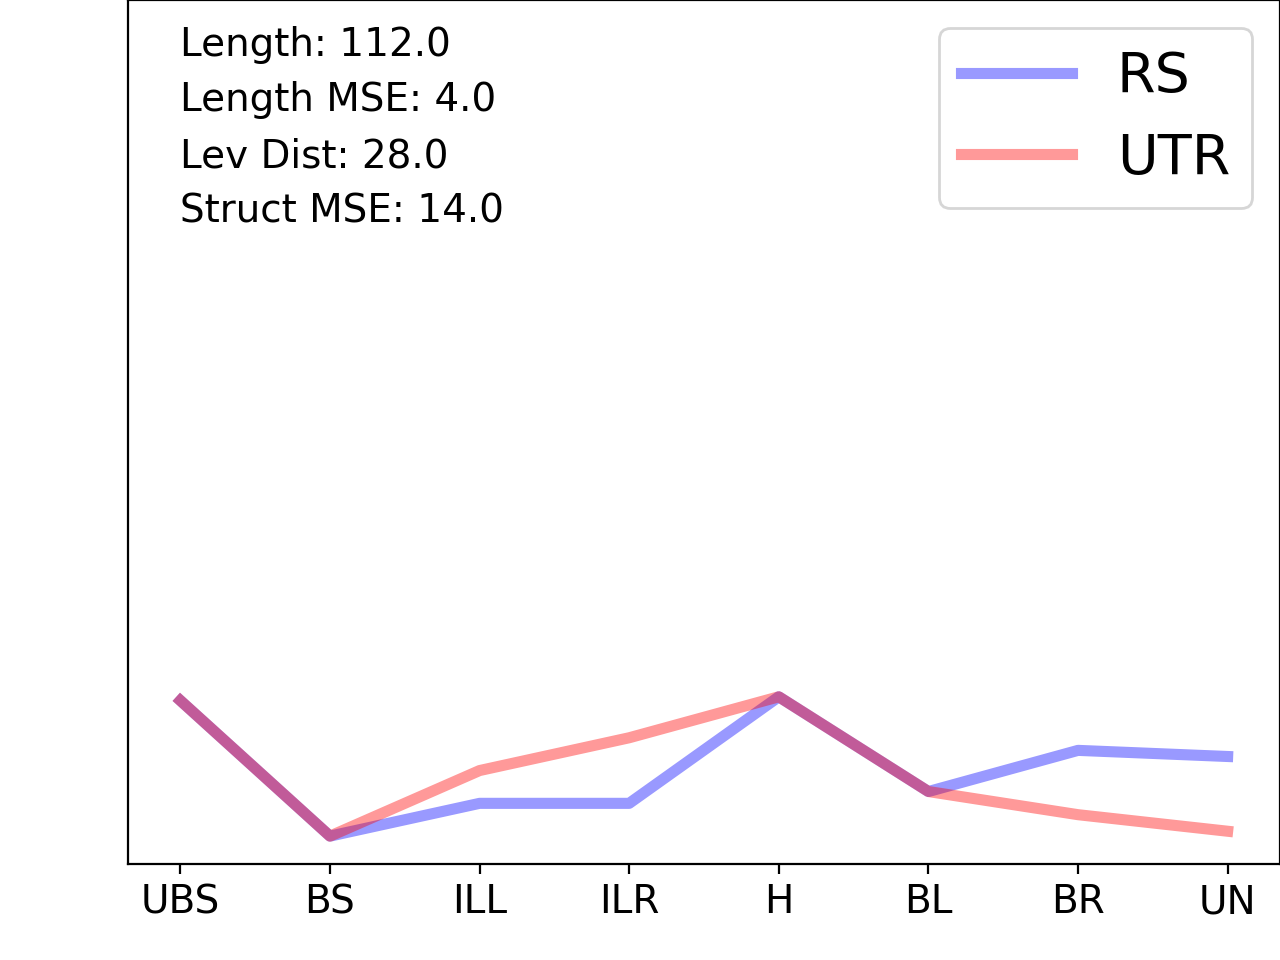 Length: 112.0
Length MSE: 4.0
Lev Dist: 28.0
Struct MSE: 14.0
RS
UTR
UBS BS ILL ILR H BL BR UN